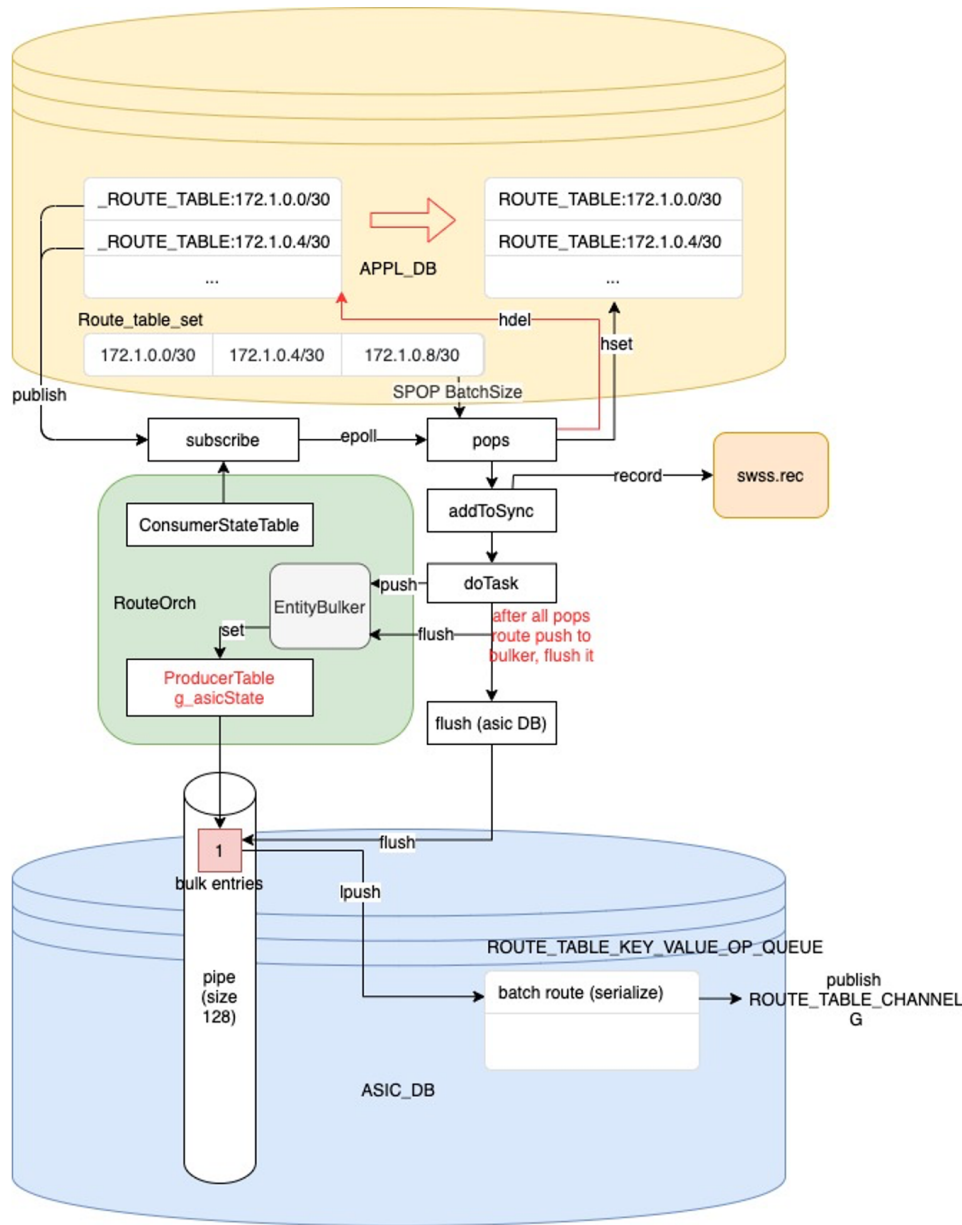 _ROUTE_TABLE:172.1.0.0/30
_ROUTE_TABLE:172.1.0.4/30
...
ROUTE_TABLE:172.1.0.0/30
ROUTE_TABLE:172.1.0.4/30
...
APPL_DB
Route_table_set
172.1.0.0/30
172.1.0.4/30
172.1.0.8/30
hdel
hset
publish
SPOP BatchSize
subscribe
epoll
pops
record
swss.rec
ConsumerStateTable
addToSync
RouteOrch
EntityBulker
push
doTask
set
flush
after all pops
route push to
bulker, flush it
ProducerTable
g_asicState
flush (asic DB)
1
flush
bulk entries
lpush
pipe
(size
128)
ROUTE_TABLE_KEY_VALUE_OP_QUEUE
batch route (serialize)
publish
ROUTE_TABLE_CHANNEL
G
ASIC_DB